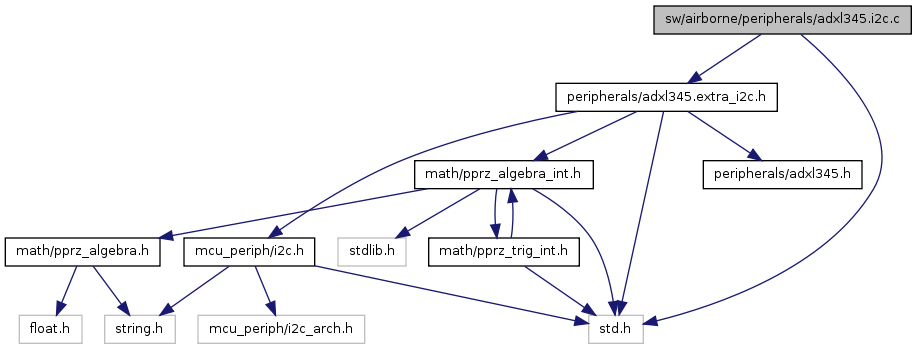 sw/airborne/peripherals/adxl345.i2c.c
peripherals/adxl345.extra_i2c.h
math/pprz_algebra_int.h
peripherals/adxl345.h
math/pprz_algebra.h
mcu_periph/i2c.h
stdlib.h
math/pprz_trig_int.h
float.h
string.h
mcu_periph/i2c_arch.h
std.h